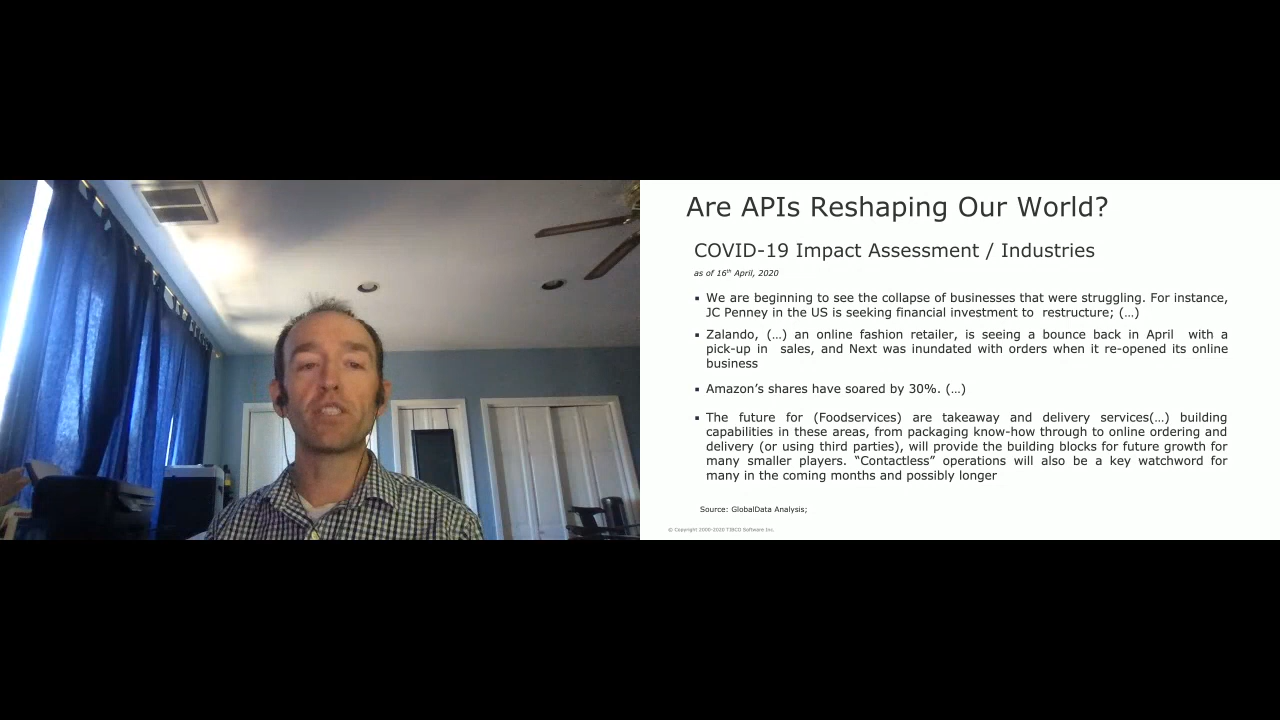 Are APIs Reshaping Our World?
COVID-19 Impact Assessment / Industries
as of 16th April, 2020
▪ We are beginning to see the collapse of businesses that were struggling. For instance,
JC Penney in the US is seeking financial investment to restructure; (…)
▪ Zalando, (…) an online fashion retailer, is seeing a bounce back in April with a
pick-up in sales, and Next was inundated with orders when it re-opened its online
business
▪ Amazon’s shares have soared by 30%. (…)
▪ The future for (Foodservices) are takeaway and delivery services(…) building
capabilities in these areas, from packaging know-how through to online ordering and
delivery (or using third parties), will provide the building blocks for future growth for
many smaller players. “Contactless” operations will also be a key watchword for
many in the coming months and possibly longer
Source: GlobalData Analysis;
© Copyright 2000-2020 TIBCO Software Inc.